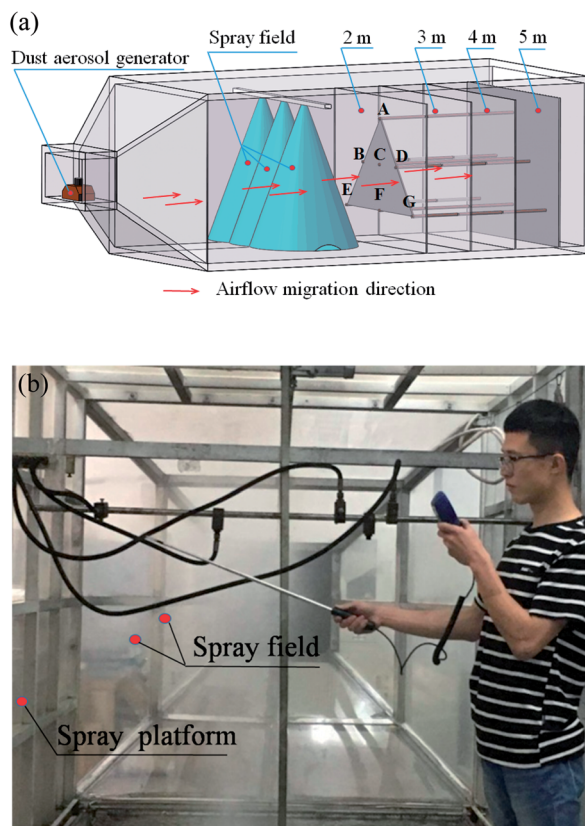 (a)
Spray field 2 m 3 m 4 m 5 m
Dust aerosol generator
A
B C D
E F G
Airflow migration direction
(b)
Spray field
Spray platform